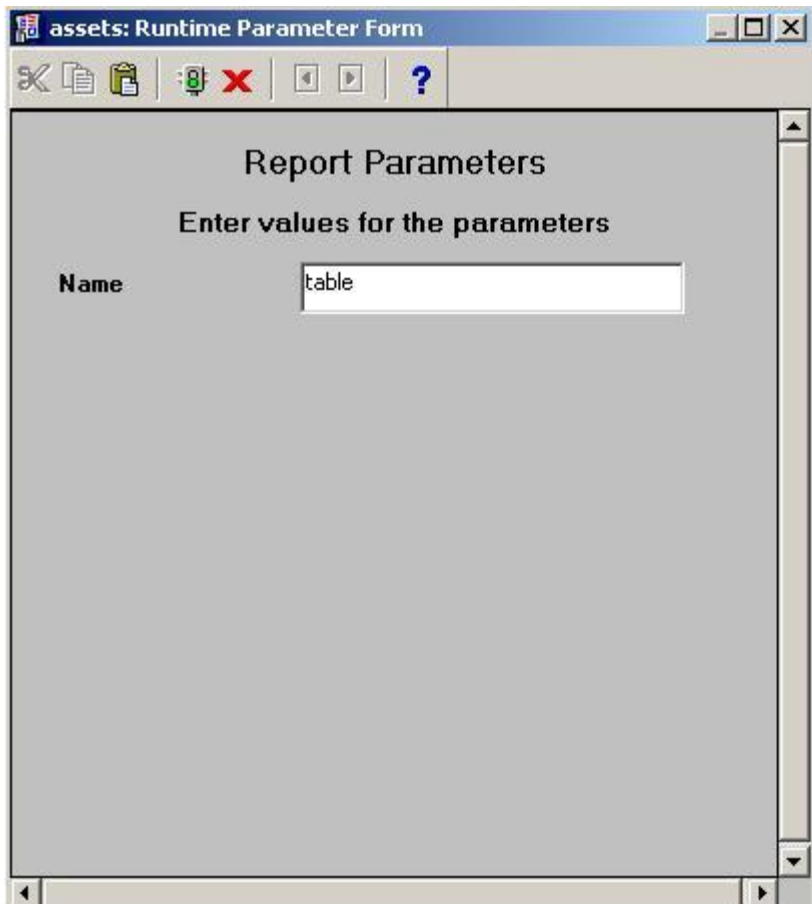 assets: Runtime Parameter Form
?
Report Parameters
Enter values for the parameters
Name
table